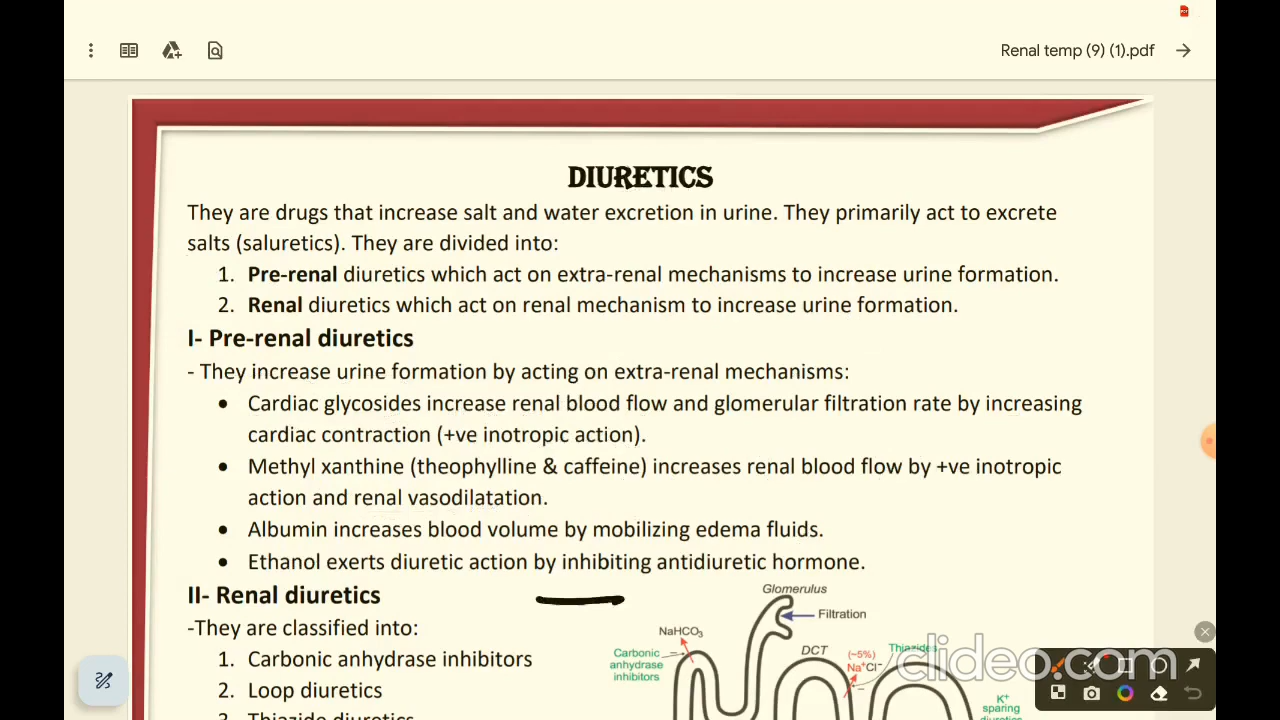 Renal temp (9) (1).pdf
DIURETICS
They are drugs that increase salt and water excretion in urine. They primarily act to excrete
salts (saluretics). They are divided into:
1. Pre-renal diuretics which act on extra-renal mechanisms to increase urine formation.
2. Renal diuretics which act on renal mechanism to increase urine formation.
I- Pre-renal diuretics
- They increase urine formation by acting on extra-renal mechanisms:
• Cardiac glycosides increase renal blood flow and glomerular filtration rate by increasing
cardiac contraction (+ve inotropic action).
• Methyl xanthine (theophylline & caffeine) increases renal blood flow by +ve inotropic
action and renal vasodilatation.
• Albumin increases blood volume by mobilizing edema fluids.
• Ethanol exerts diuretic action by inhibiting antidiuretic hormone.
II- Renal diuretics
-They are classified into:
1. Carbonic anhydrase inhibitors
2. Loop diuretics
3 Thiazide diuretics
Glomerulus
Filtration
NaHCO₃
Carbonic
anhydrase
inhibitors
DCT
(~5%)
Na⁺Cl⁻
Thiazides
K⁺
sparing
diuretics
clideo.com